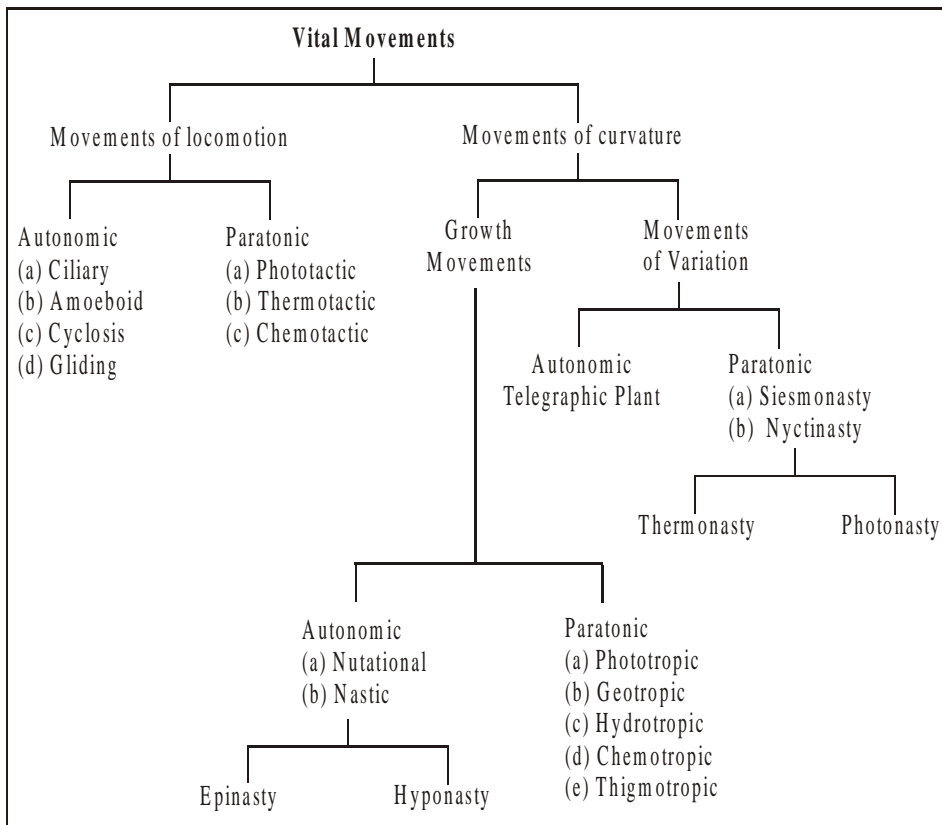 Vital Movements
Movements of locomotion
Movements of curvature
Autonomic
(a) Ciliary
(b) Amoeboid
(c) Cyclosis
(d) Gliding
Paratonic
(a) Phototactic
(b) Thermotactic
(c) Chemotactic
Growth
Movements
Movements
of Variation
Autonomic
Telegraphic Plant
Paratonic
(a) Siesmonasty
(b) Nyctinasty
Thermonasty
Photonasty
Autonomic
(a) Nutational
(b) Nastic
Epinasty
Hyponasty
Paratonic
(a) Phototropic
(b) Geotropic
(c) Hydrotropic
(d) Chemotropic
(e) Thigmotropic